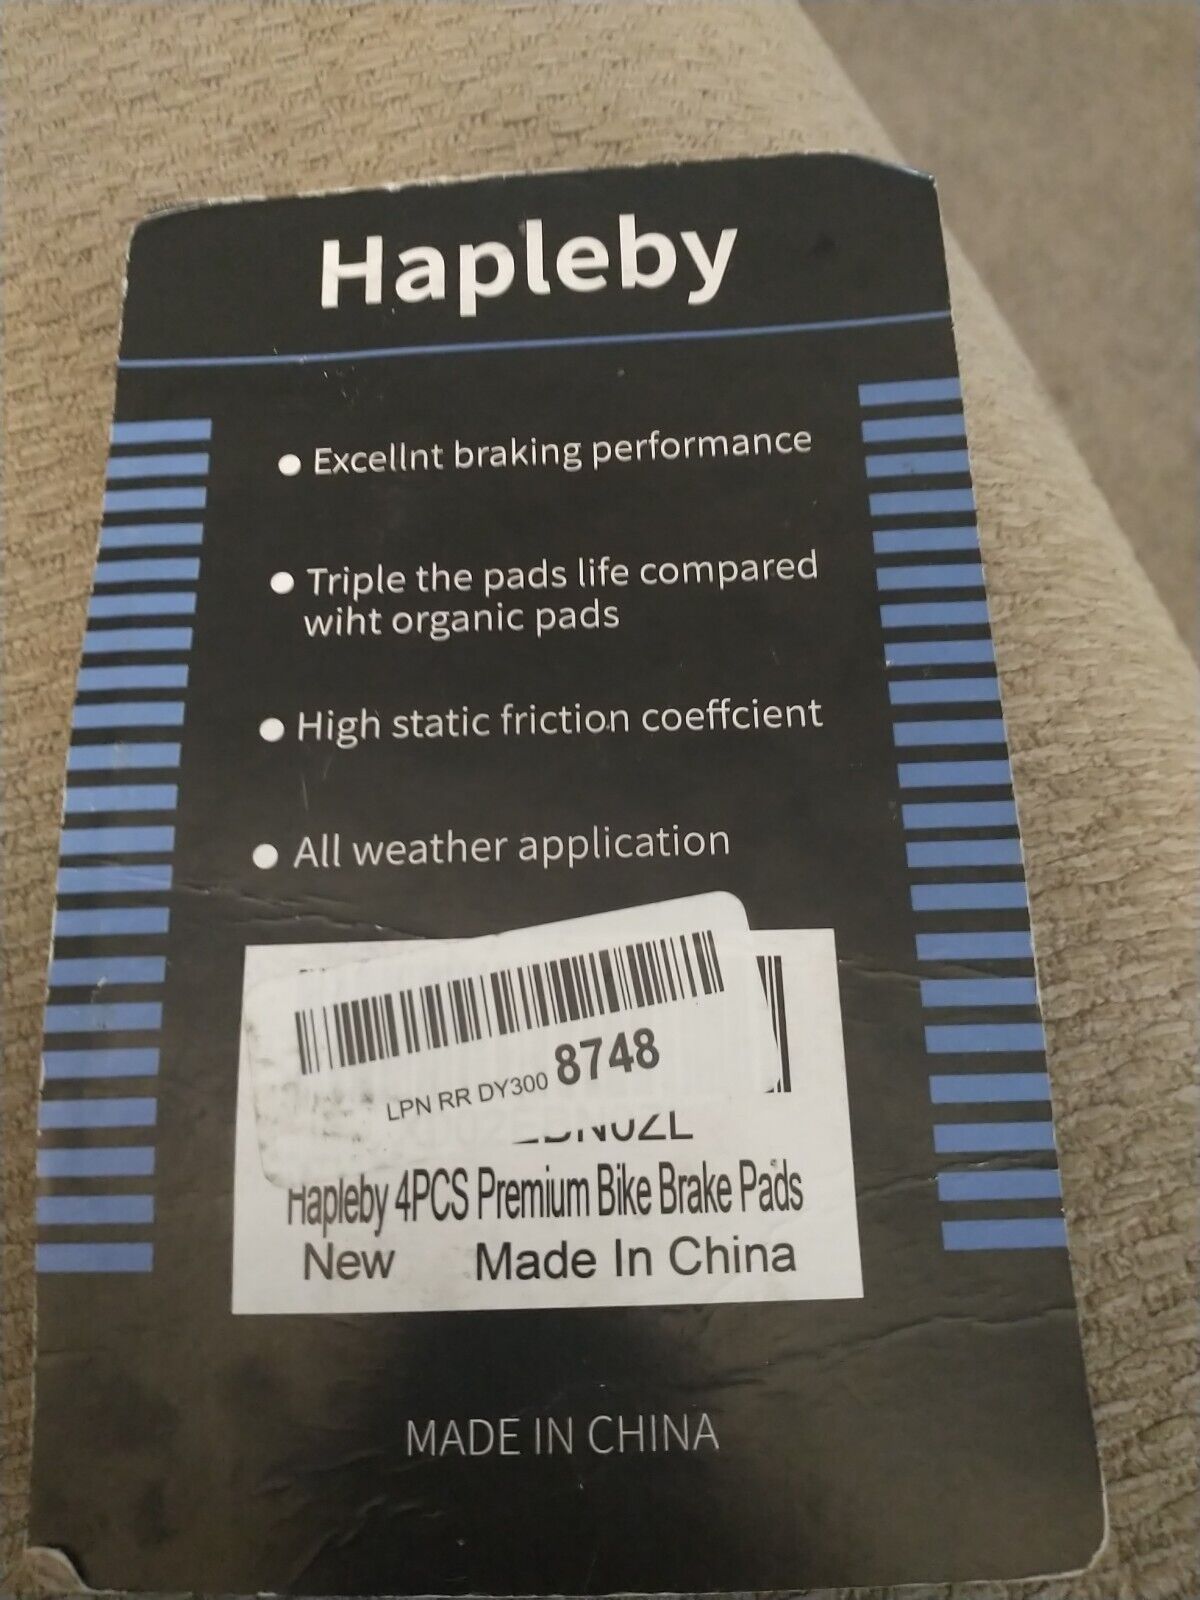 Hapleby
Excellnt braking performance
Triple the pads life compared
wiht organic pads
High static friction coeffcient
All weather application
LPN RR DY300 8748
Hapleby 4PCS Premium Bike Brake Pads
New Made In China
MADE IN CHINA